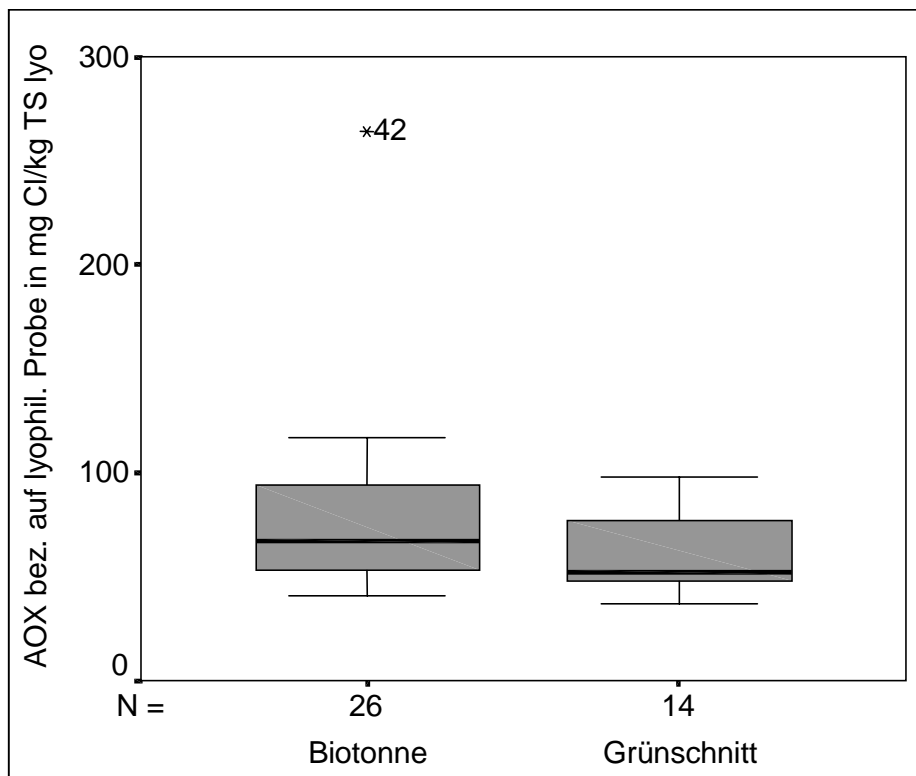 AOX bez. auf lyophil. Probe in mg Cl/kg TS lyo
300
200
100
0
42
N = 26 14
Biotonne Grünschnitt